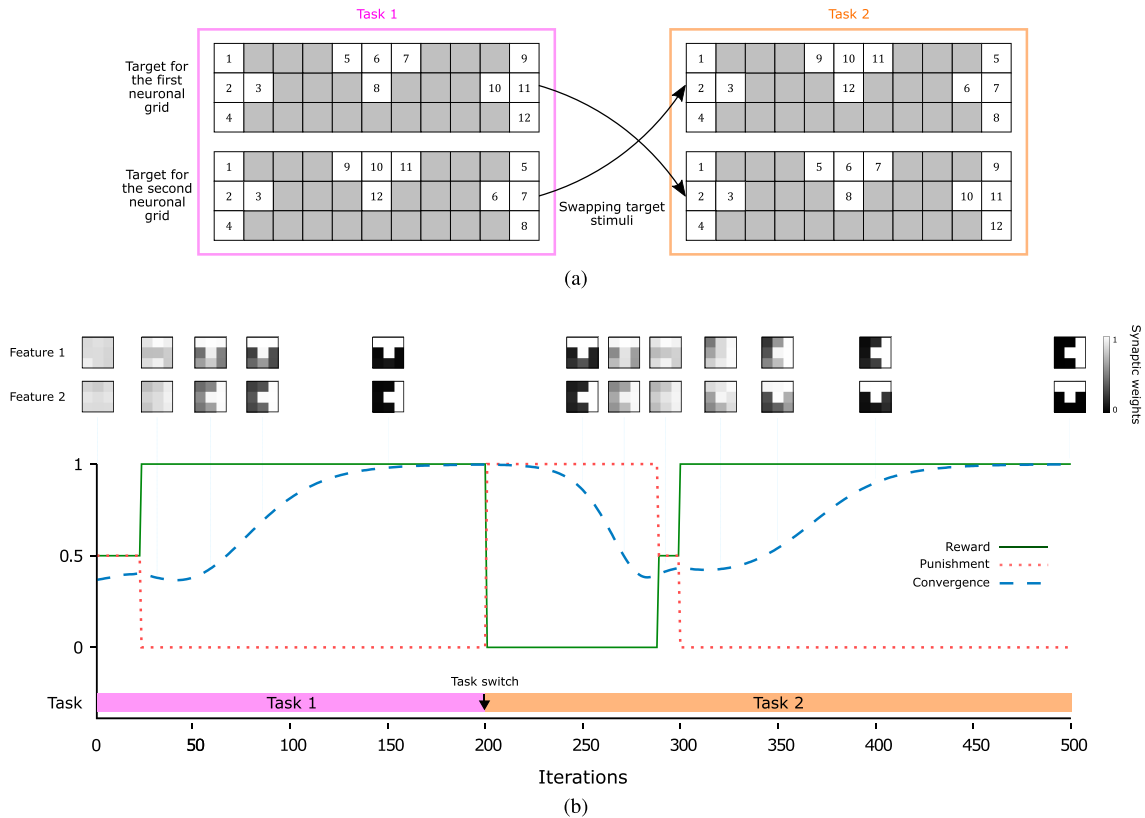 Task 1
Task 2
Target for
the first
neuronal
grid
1 5 6 7 9
2 3 8 10 11
4 12
1 9 10 11 5
2 3 12 6 7
4 8
Target for
the second
neuronal
grid
1 9 10 11 5
2 3 12 6 7
4 8
1 5 6 7 9
2 3 8 10 11
4 12
Swapping target
stimuli
(a)
Feature 1
Feature 2
1
0
Synaptic weights
1
0.5
0
Reward
Punishment
Convergence
Task switch
Task
Task 1
Task 2
0 50 100 150 200 250 300 350 400 450 500
Iterations
(b)